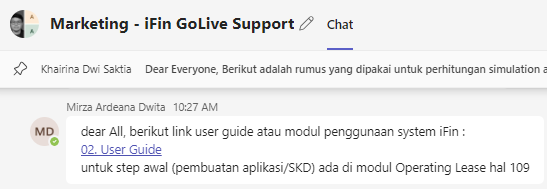 Marketing - iFin GoLive Support
Chat
Khairina Dwi Saktia Dear Everyone, Berikut adalah rumus yang dipakai untuk perhitungan simulation a
Mirza Ardeana Dwita 10:27 AM
MD
dear All, berikut link user guide atau modul penggunaan system iFin :
02. User Guide
untuk step awal (pembuatan aplikasi/SKD) ada di modul Operating Lease hal 109